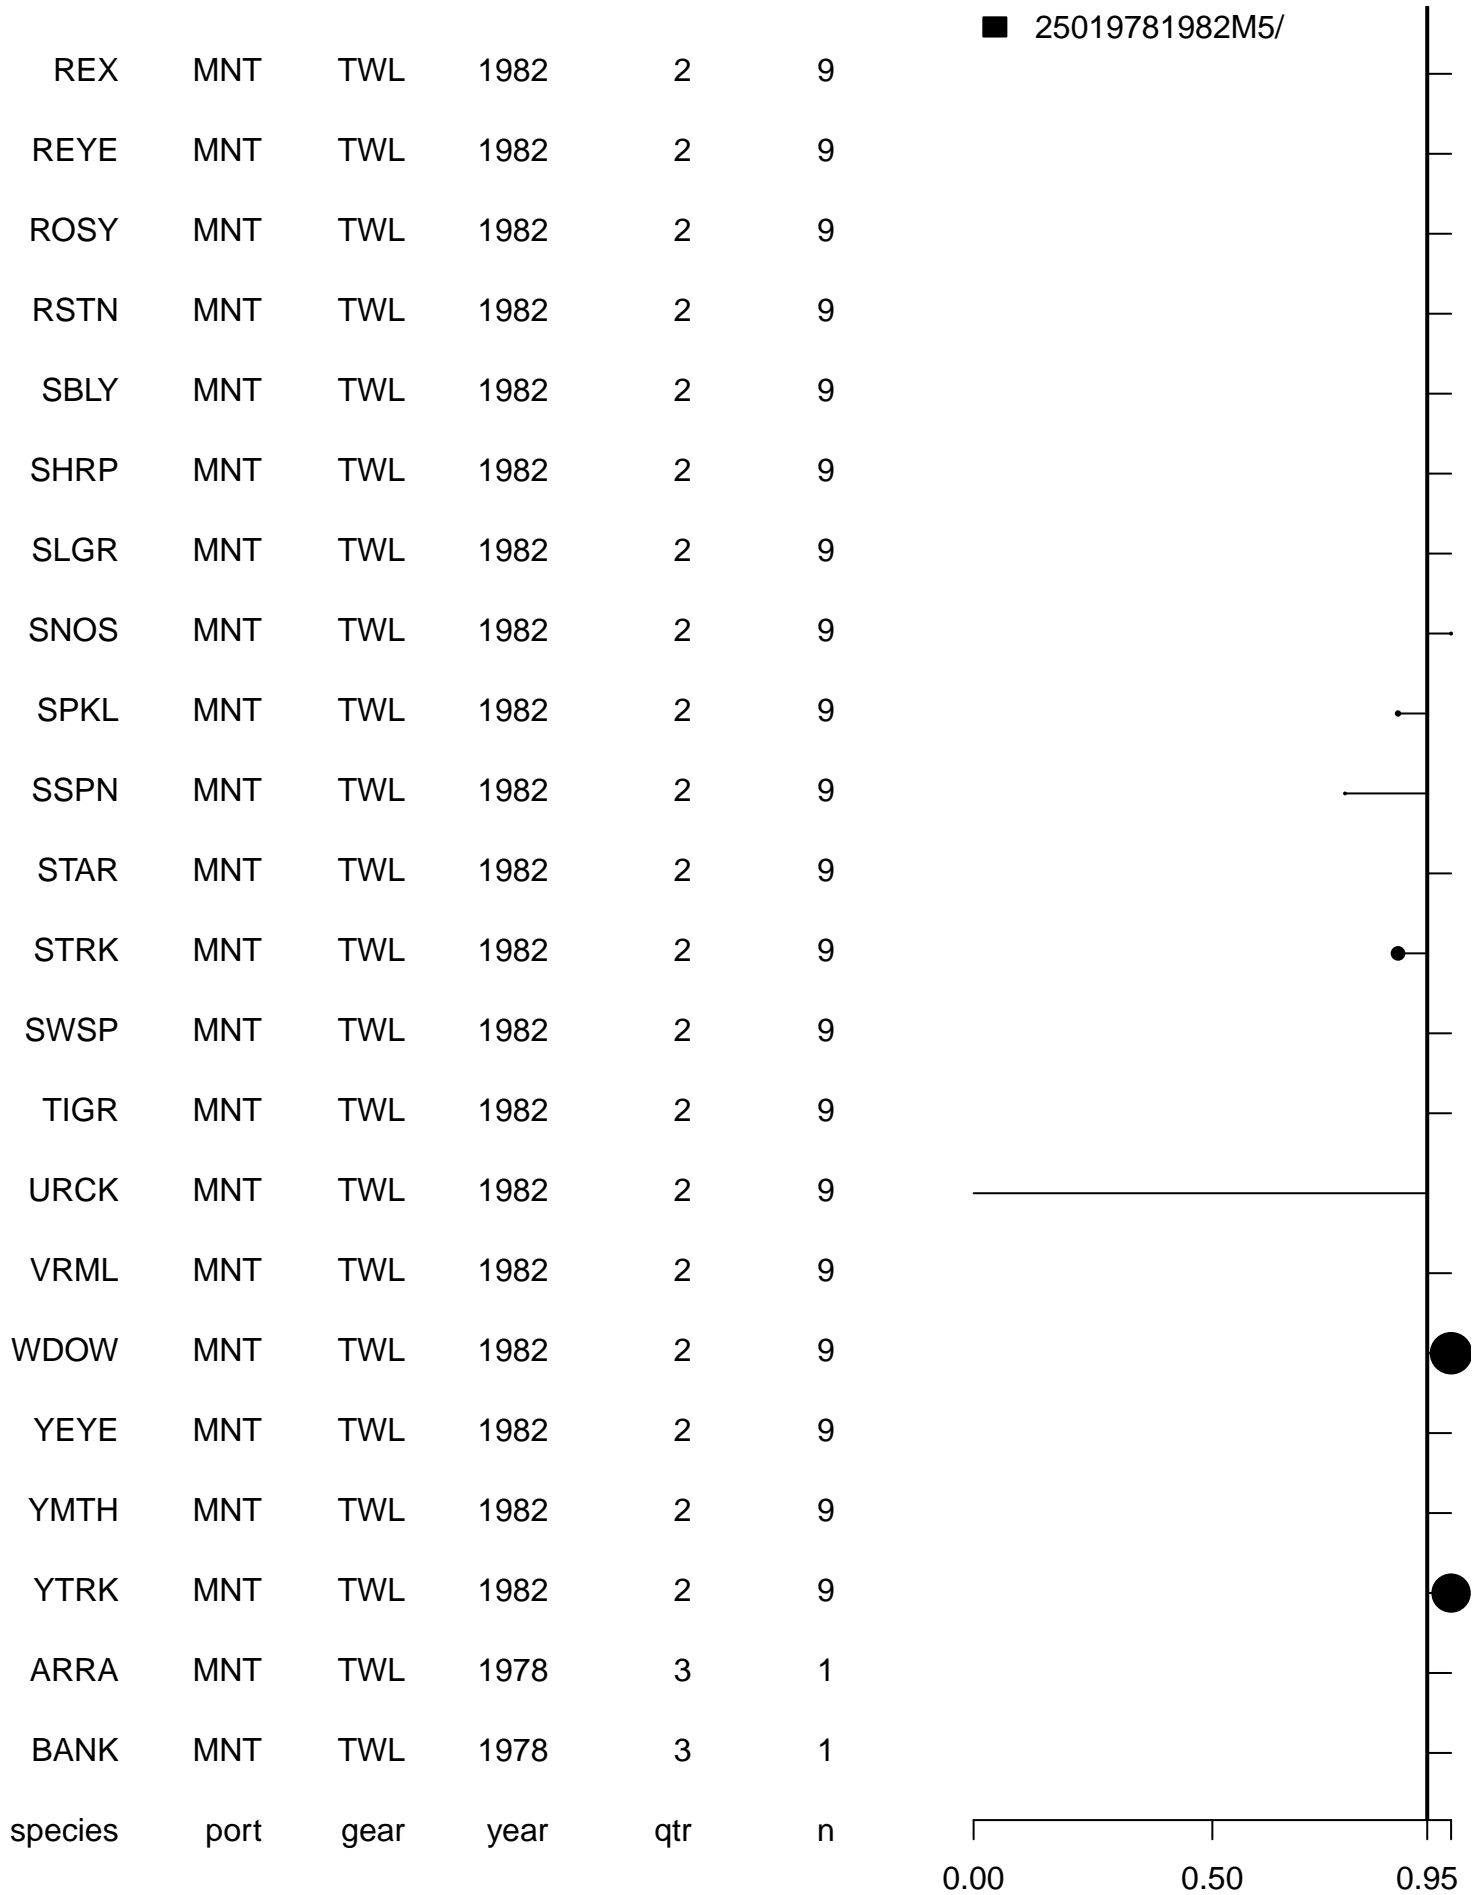 25019781982M5/
REX MNT TWL 1982 2 9
REYE MNT TWL 1982 2 9
ROSY MNT TWL 1982 2 9
RSTN MNT TWL 1982 2 9
SBLY MNT TWL 1982 2 9
SHRP MNT TWL 1982 2 9
SLGR MNT TWL 1982 2 9
SNOS MNT TWL 1982 2 9
SPKL MNT TWL 1982 2 9
SSPN MNT TWL 1982 2 9
STAR MNT TWL 1982 2 9
STRK MNT TWL 1982 2 9
SWSP MNT TWL 1982 2 9
TIGR MNT TWL 1982 2 9
URCK MNT TWL 1982 2 9
VRML MNT TWL 1982 2 9
WDOW MNT TWL 1982 2 9
YEYE MNT TWL 1982 2 9
YMTH MNT TWL 1982 2 9
YTRK MNT TWL 1982 2 9
ARRA MNT TWL 1978 3 1
BANK MNT TWL 1978 3 1
species port gear year qtr n
0.00 0.50 0.95